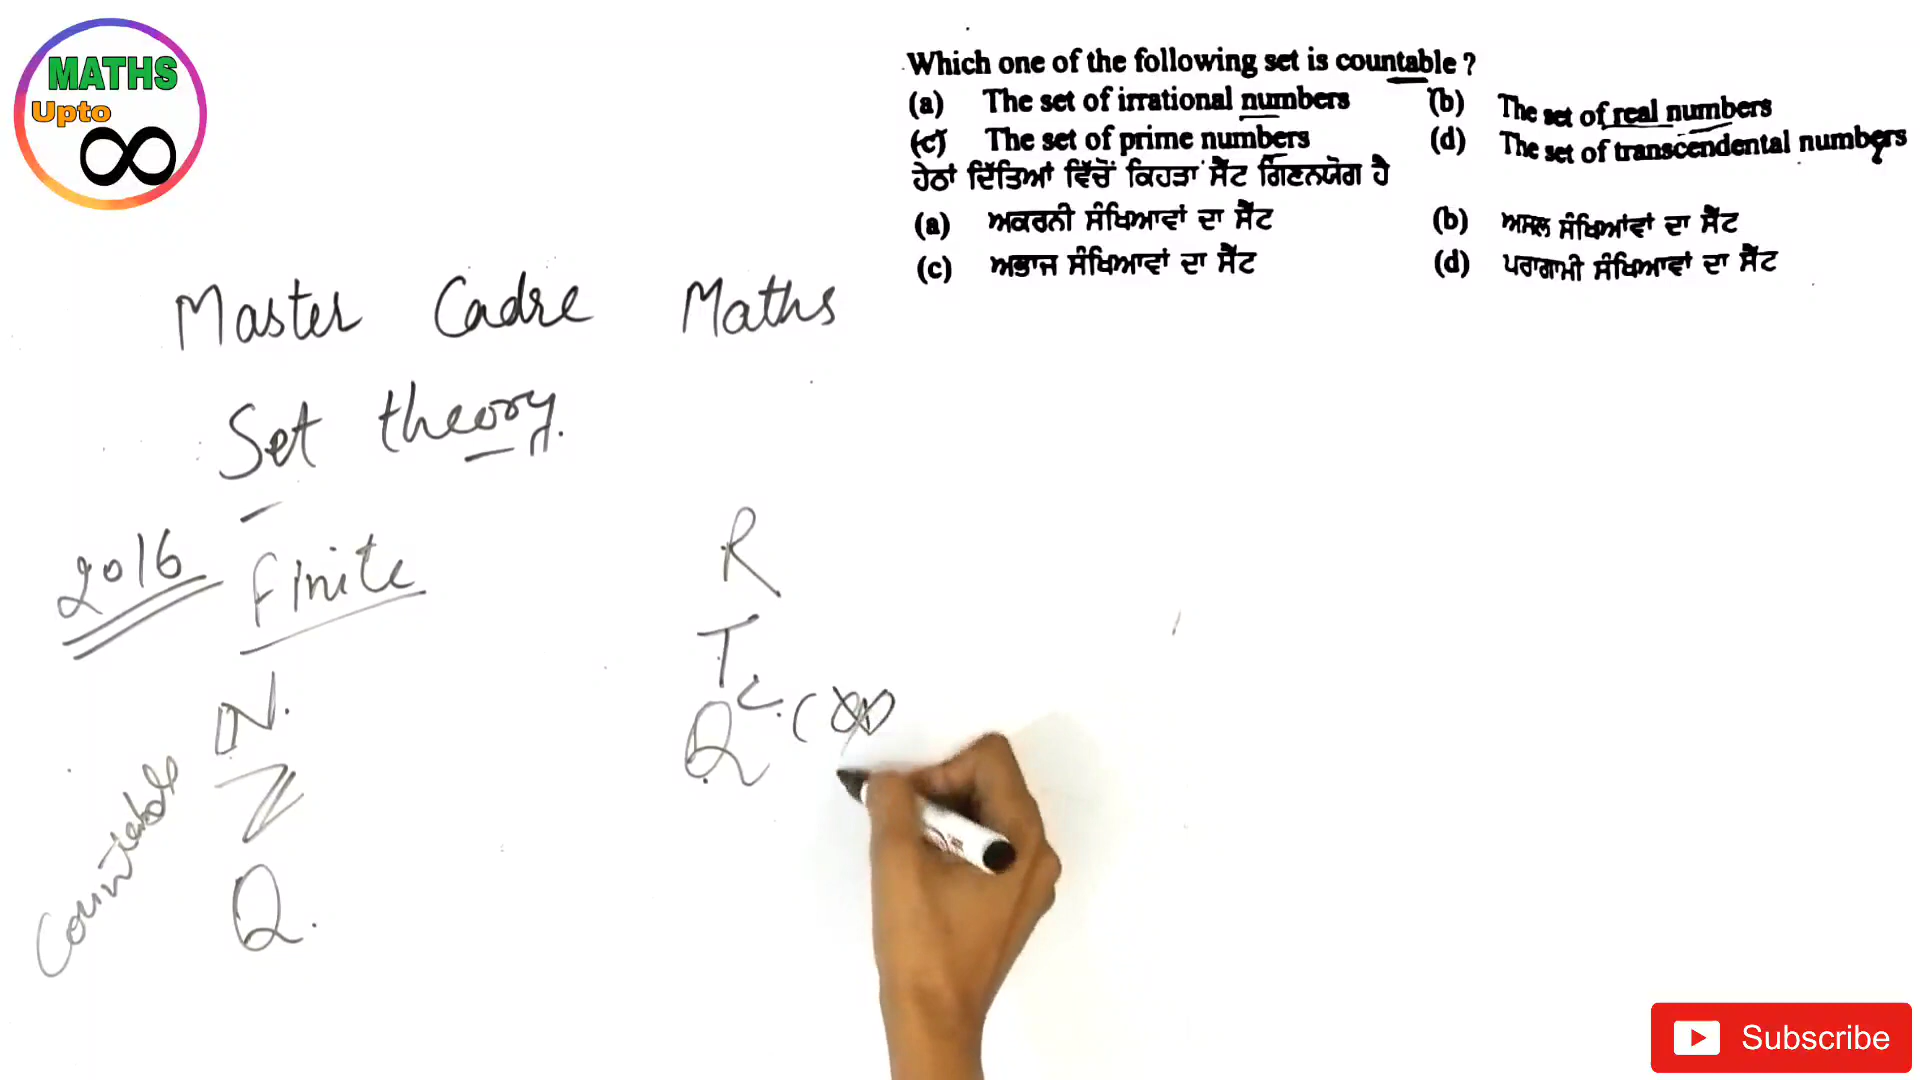 MATHS
Upto
∞
Which one of the following set is countable ?
(a) The set of irrational numbers (b) The set of real numbers
(c) The set of prime numbers (d) The set of transcendental numbers
ਹੇਠਾਂ ਦਿੱਤਿਆਂ ਵਿੱਚੋਂ ਕਿਹੜਾ ਸੈੱਟ ਗਿਣਨਯੋਗ ਹੈ
(a) ਅਕਰਨੀ ਸੰਖਿਆਵਾਂ ਦਾ ਸੈੱਟ (b) ਅਸਲ ਸੰਖਿਆਂਵਾਂ ਦਾ ਸੈੱਟ
(c) ਅਭਾਜ ਸੰਖਿਆਵਾਂ ਦਾ ਸੈੱਟ (d) ਪਰਾਗਾਮੀ ਸੰਖਿਆਵਾਂ ਦਾ ਸੈੱਟ
Master Cadre Maths
Set theory.
2016 finite
N.
Z
Q.
Countable
R
T
Q^c. (
Subscribe